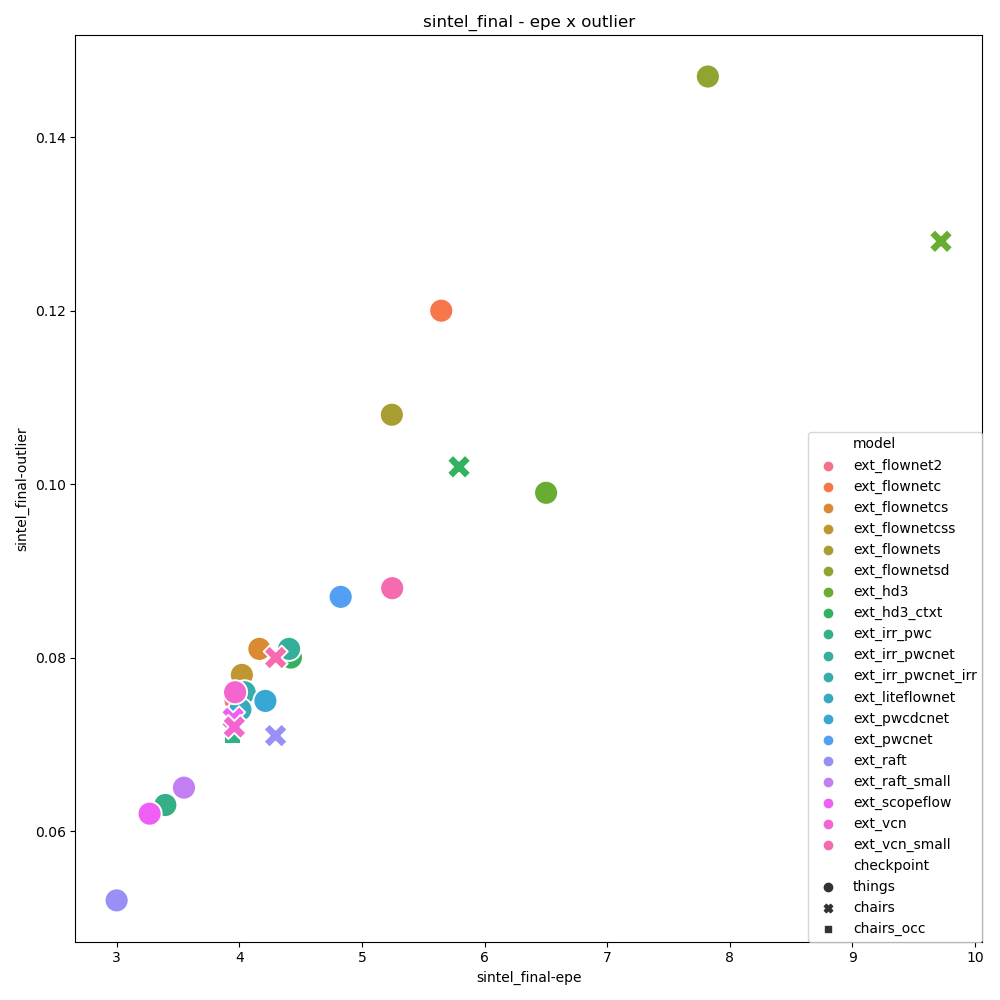 sintel_final - epe x outlier
sintel_final-outlier
0.14
0.12
0.10
0.08
0.06
3 4 5 6 7 8 9 10
sintel_final-epe
model
ext_flownet2
ext_flownetc
ext_flownetcs
ext_flownetcss
ext_flownets
ext_flownetsd
ext_hd3
ext_hd3_ctxt
ext_irr_pwc
ext_irr_pwcnet
ext_irr_pwcnet_irr
ext_liteflownet
ext_pwcdcnet
ext_pwcnet
ext_raft
ext_raft_small
ext_scopeflow
ext_vcn
ext_vcn_small
checkpoint
things
chairs
chairs_occ